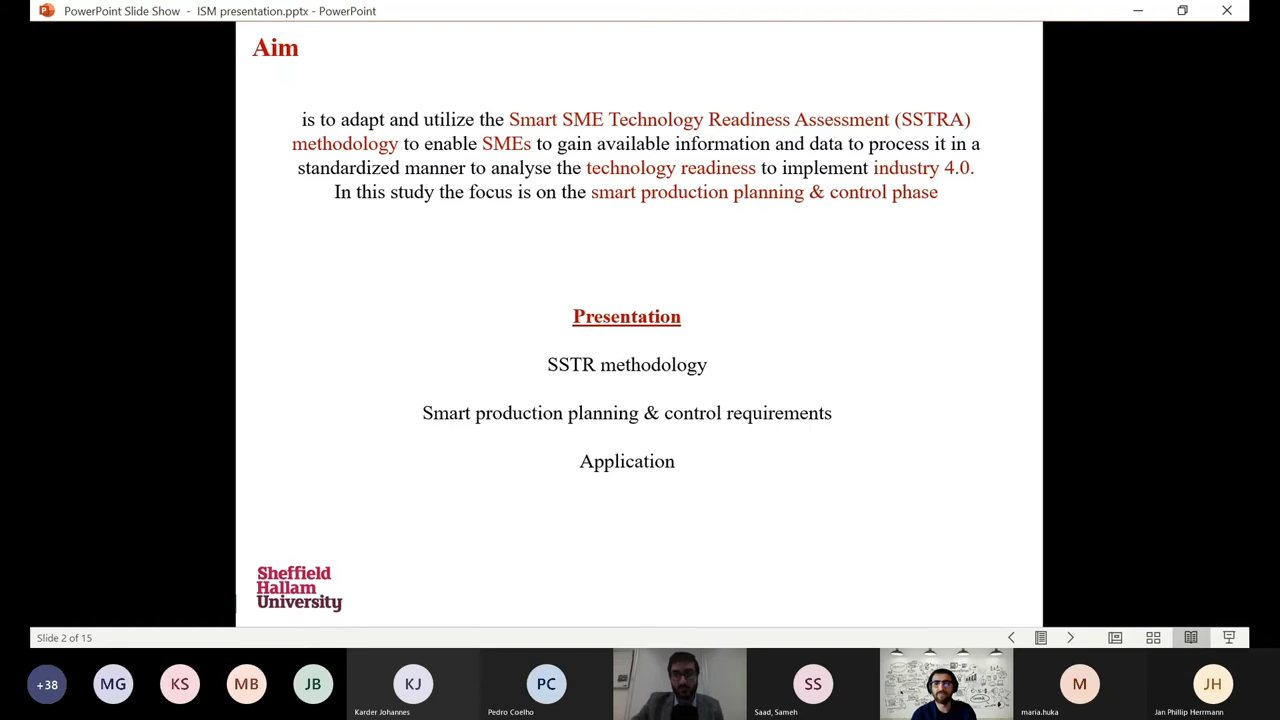 PowerPoint Slide Show - ISM presentation.pptx - PowerPoint
Aim
is to adapt and utilize the Smart SME Technology Readiness Assessment (SSTRA)
methodology to enable SMEs to gain available information and data to process it in a
standardized manner to analyse the technology readiness to implement industry 4.0.
In this study the focus is on the smart production planning & control phase
Presentation
SSTR methodology
Smart production planning & control requirements
Application
Sheffield
Hallam
University
Slide 2 of 15
+38
MG
KS
MB
JB
KJ
PC
SS
M
JH
Karder Johannes
Pedro Coelho
Saad, Sameh
maria.huka
Jan Phillip Herrmann